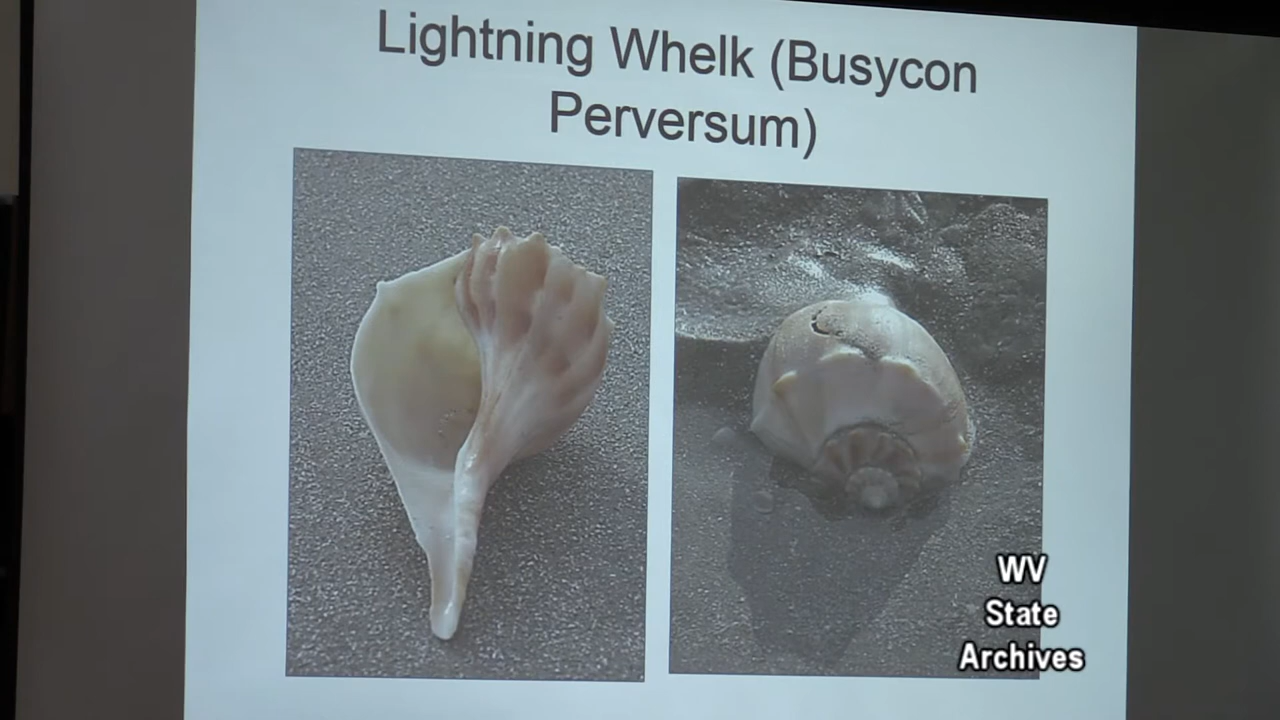 Lightning Whelk (Busycon
Perversum)
WV
State
Archives